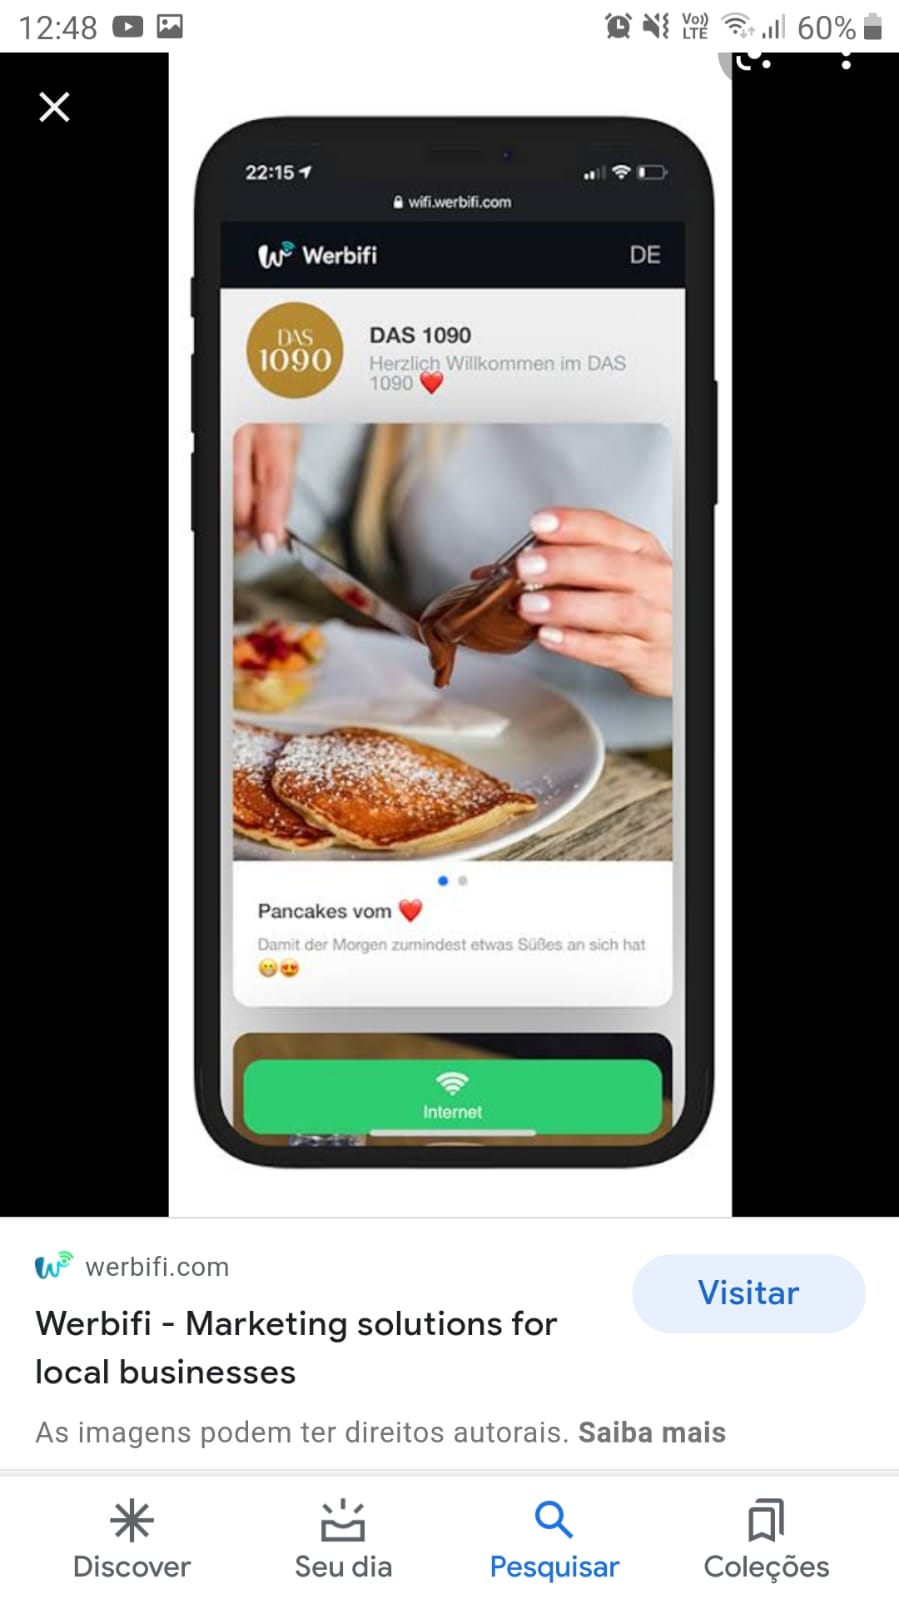 12:48
Vo))
LTE
60%
22:15
wifi.werbifi.com
Werbifi
DE
DAS
1090
DAS 1090
Herzlich Willkommen im DAS
1090 ❤️
Pancakes vom ❤️
Damit der Morgen zumindest etwas Süßes an sich hat
😁😍
Internet
werbifi.com
Visitar
Werbifi - Marketing solutions for
local businesses
As imagens podem ter direitos autorais. Saiba mais
Discover
Seu dia
Pesquisar
Coleções